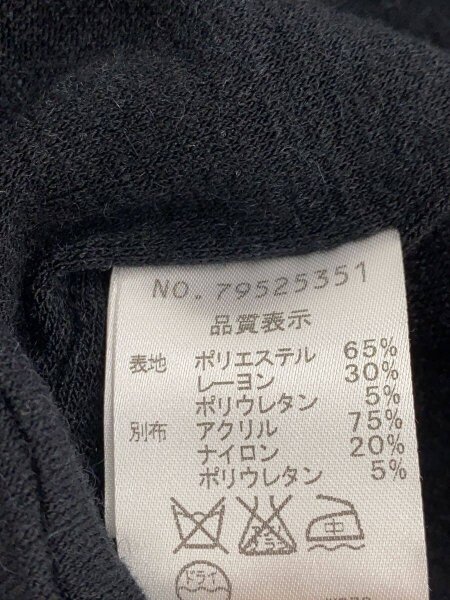 NO.79525351
品質表示
表地 ポリエステル 65%
レーヨン 30%
ポリウレタン 5%
別布 アクリル 75%
ナイロン 20%
ポリウレタン 5%
中
ドライ